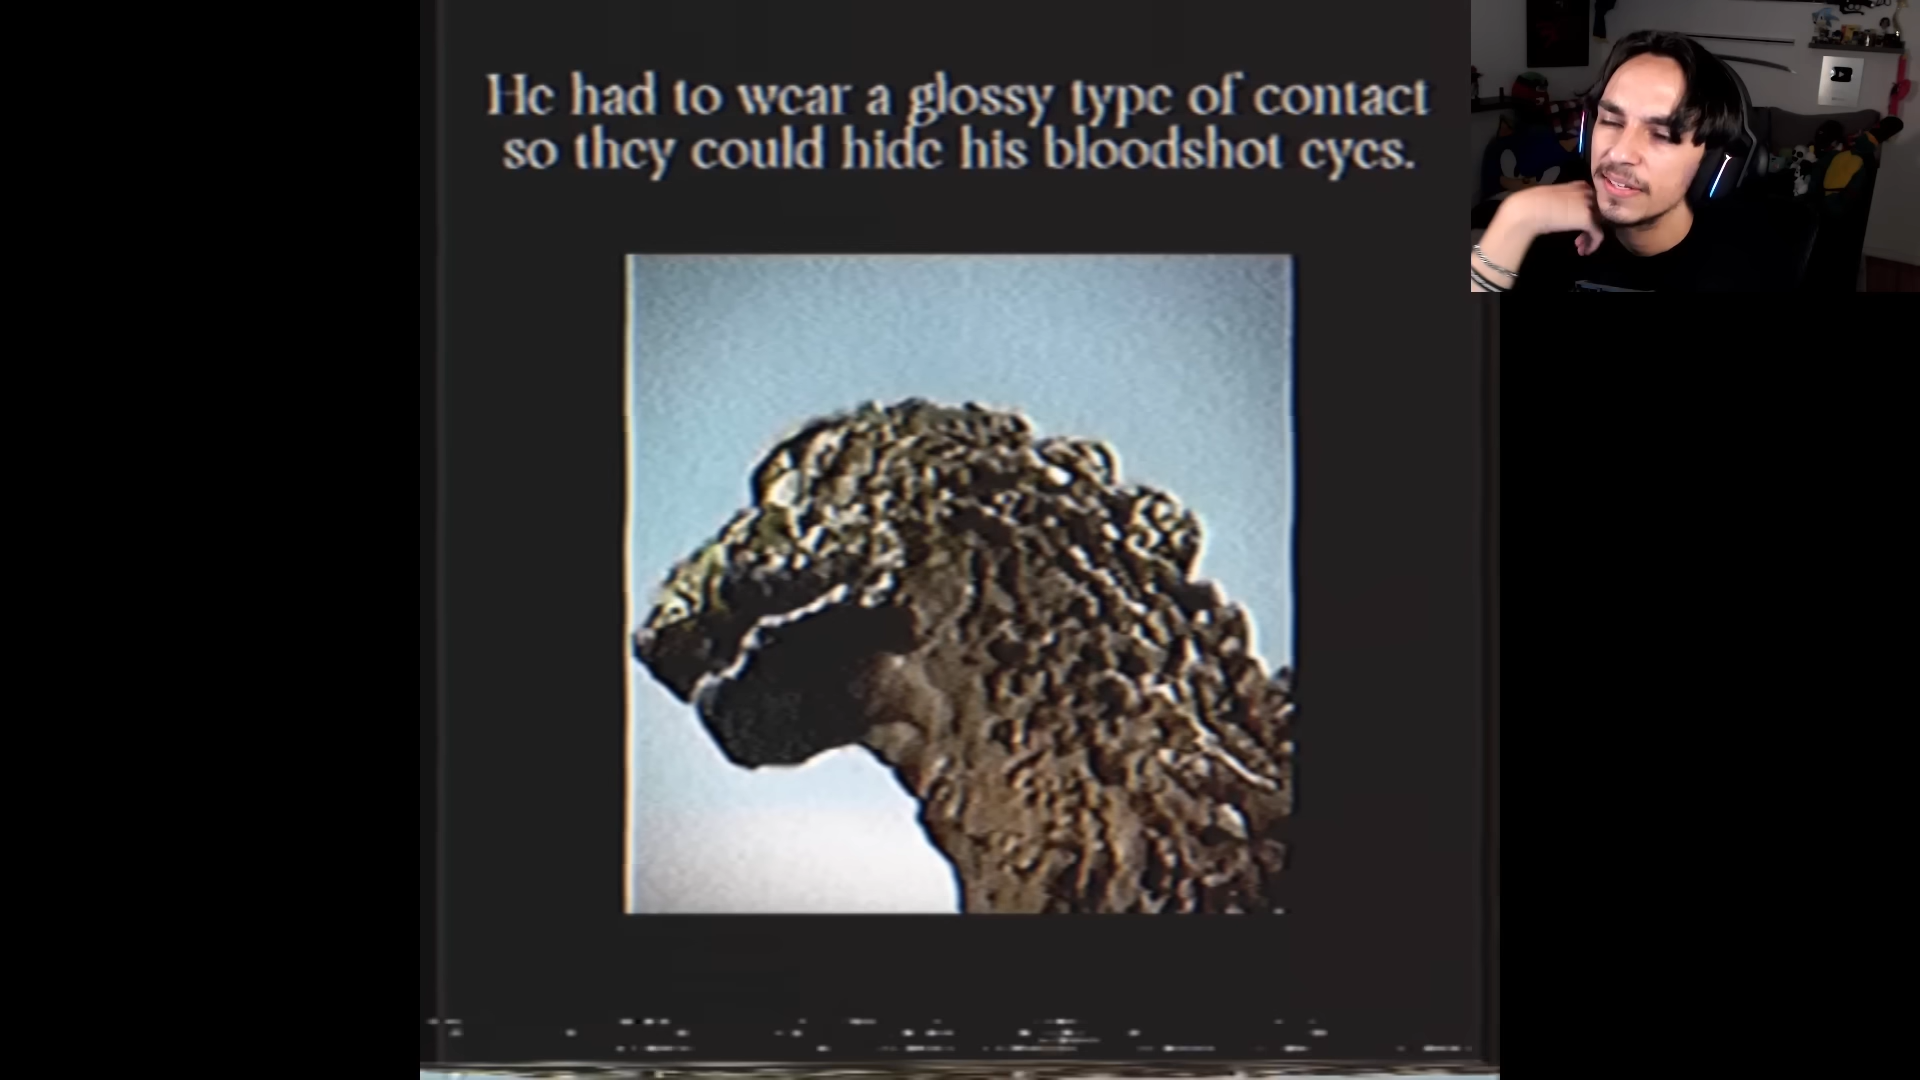 He had to wear a glossy type of contact
so they could hide his bloodshot eyes.